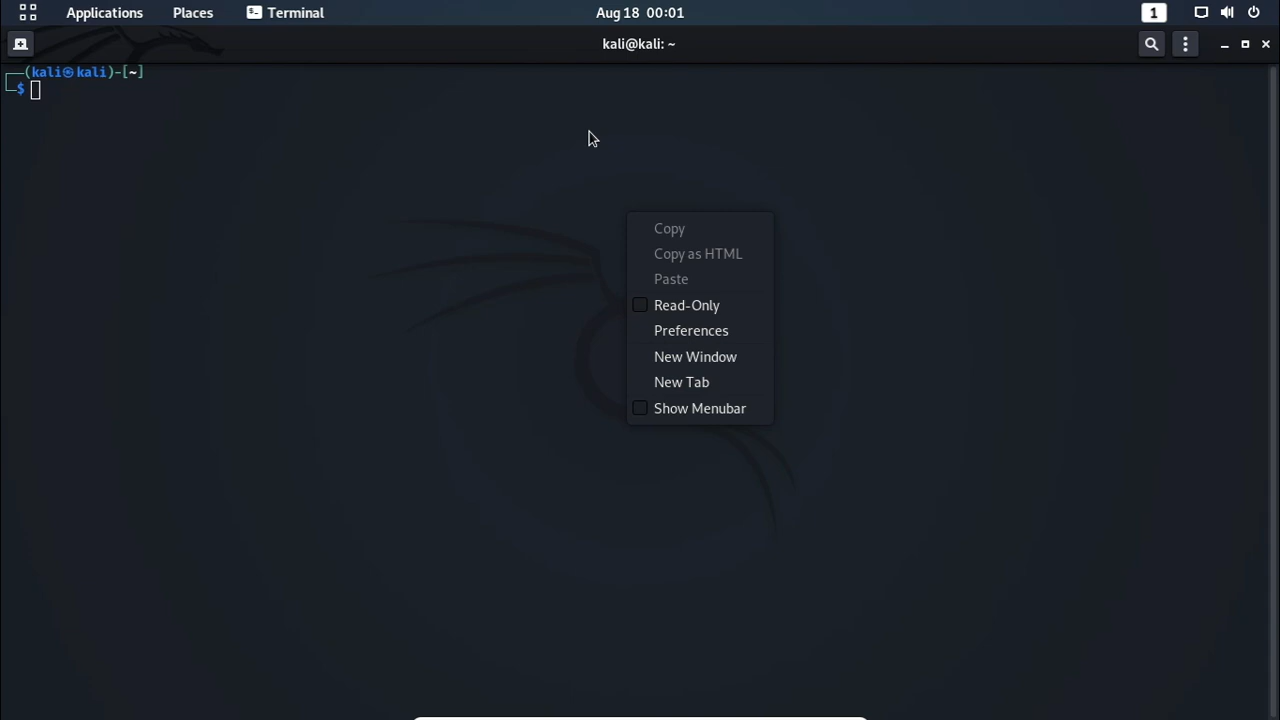 Applications Places Terminal Aug 18 00:01 1
kali@kali: ~
┌──(kali㉿kali)-[~]
└─$
Copy
Copy as HTML
Paste
Read-Only
Preferences
New Window
New Tab
Show Menubar